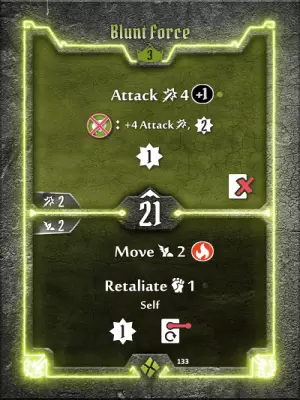 Blunt Force
3
Attack 4 +1
: +4 Attack , 2
1
2
21
2
Move 2
Retaliate 1
Self
1
133